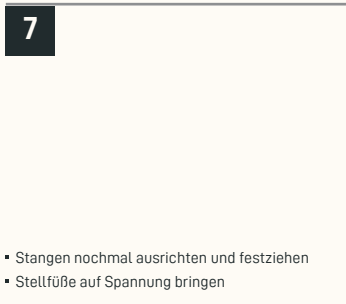 7
▪ Stangen nochmal ausrichten und festziehen
▪ Stellfüße auf Spannung bringen